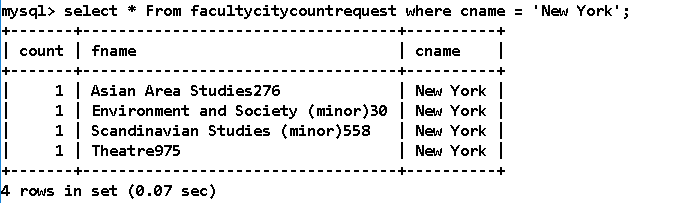 mysql> select * From facultycitycountrequest where cname = 'New York';
+-------+----------------------------------+----------+
| count | fname                            | cname    |
+-------+----------------------------------+----------+
|     1 | Asian Area Studies276            | New York |
|     1 | Environment and Society (minor)30 | New York |
|     1 | Scandinavian Studies (minor)558  | New York |
|     1 | Theatre975                       | New York |
+-------+----------------------------------+----------+
4 rows in set (0.07 sec)